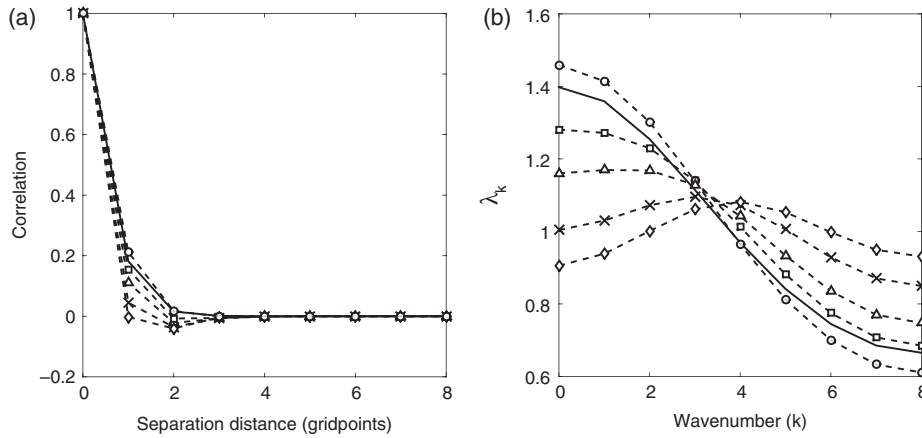 (a)
1
0.8
0.6
0.4
0.2
0
−0.2
Correlation
0 2 4 6 8
Separation distance (gridpoints)
(b)
1.6
1.4
1.2
1
0.8
0.6
λk
0 2 4 6 8
Wavenumber (k)